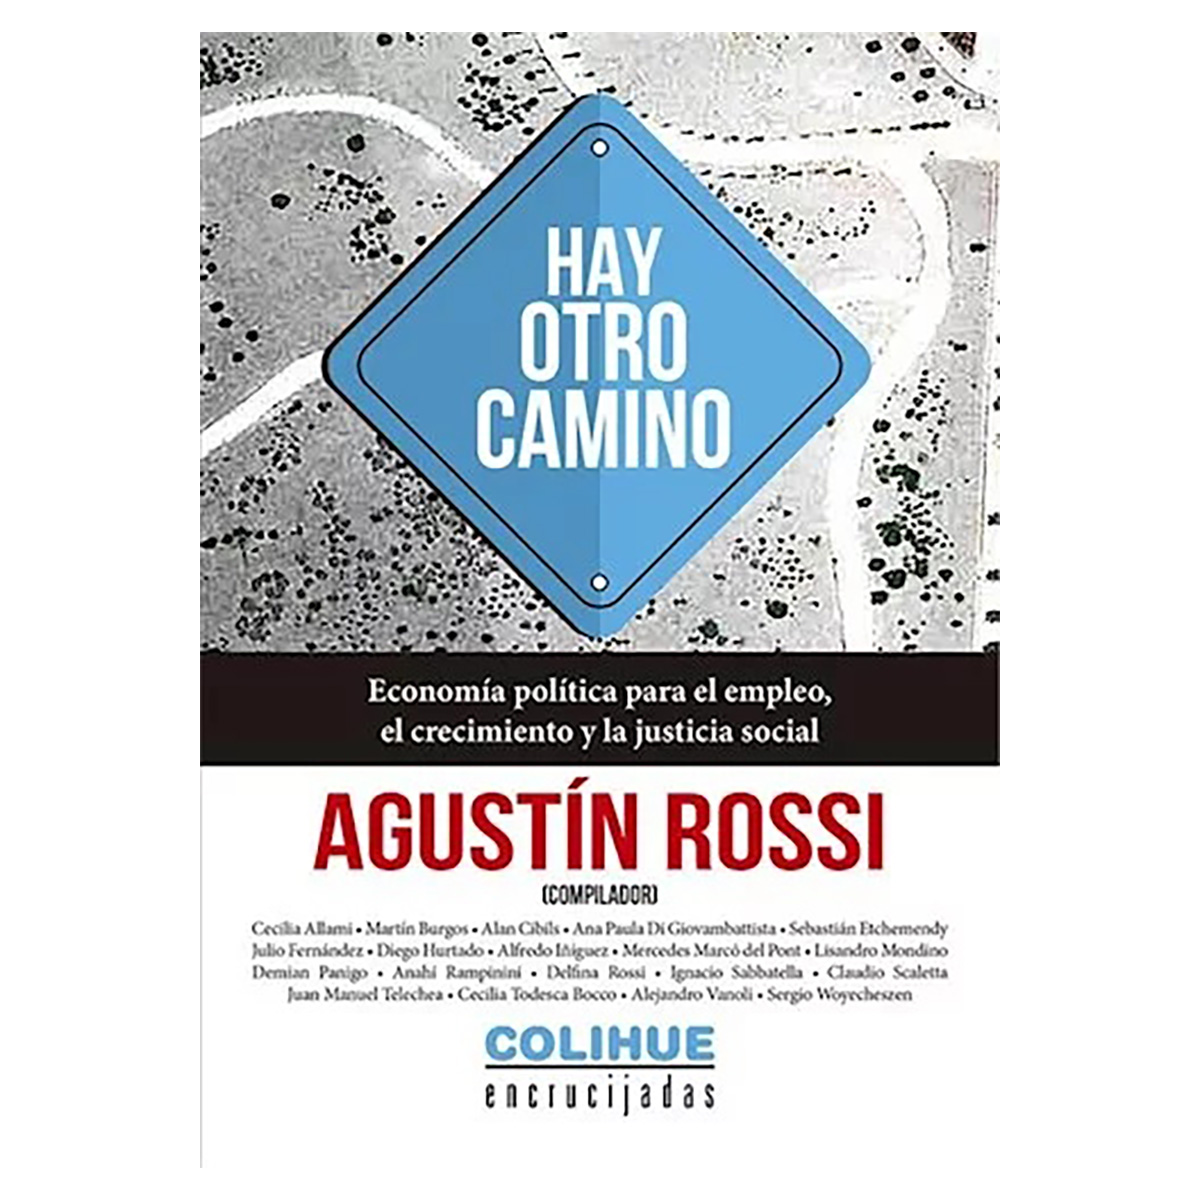 HAY
OTRO
CAMINO
Economía política para el empleo,
el crecimiento y la justicia social
AGUSTÍN ROSSI
(COMPILADOR)
Cecilia Allami • Martín Burgos • Alan Cibils • Ana Paula Di Giovambattista • Sebastián Etchemendy
Julio Fernández • Diego Hurtado • Alfredo Iñiguez • Mercedes Marcó del Pont • Lisandro Mondino
Demian Panigo • Anahí Rampinini • Delfina Rossi • Ignacio Sabbatella • Claudio Scaletta
Juan Manuel Telechea • Cecilia Todesca Bocco • Alejandro Vanoli • Sergio Woyecheszen
COLIHUE
encrucijadas